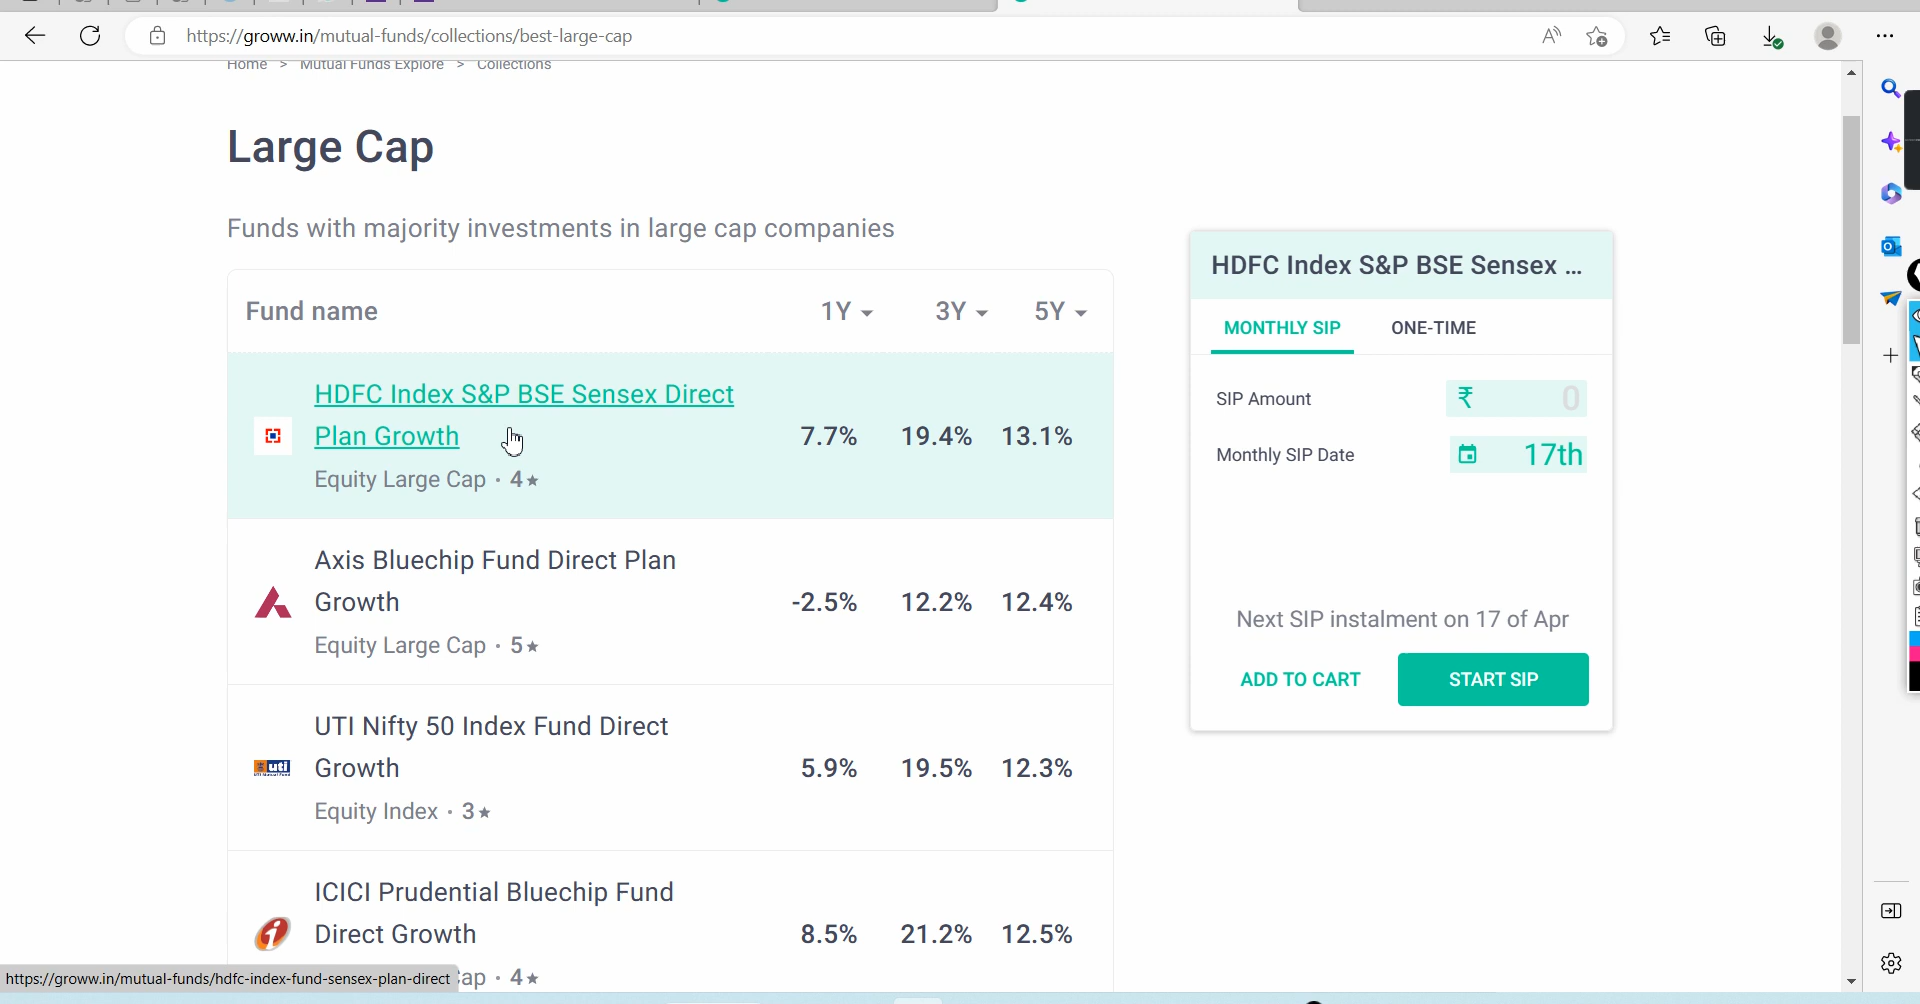 https://groww.in/mutual-funds/collections/best-large-cap
Home > Mutual Funds Explore > Collections
Large Cap
Funds with majority investments in large cap companies
Fund name 1Y 3Y 5Y
HDFC Index S&P BSE Sensex Direct
Plan Growth 7.7% 19.4% 13.1%
Equity Large Cap · 4★
Axis Bluechip Fund Direct Plan
Growth -2.5% 12.2% 12.4%
Equity Large Cap · 5★
UTI Nifty 50 Index Fund Direct
Growth 5.9% 19.5% 12.3%
uti
Equity Index · 3★
ICICI Prudential Bluechip Fund
Direct Growth 8.5% 21.2% 12.5%
ap · 4★
https://groww.in/mutual-funds/hdfc-index-fund-sensex-plan-direct
HDFC Index S&P BSE Sensex ...
MONTHLY SIP ONE-TIME
SIP Amount ₹ 0
Monthly SIP Date 17th
Next SIP instalment on 17 of Apr
ADD TO CART START SIP